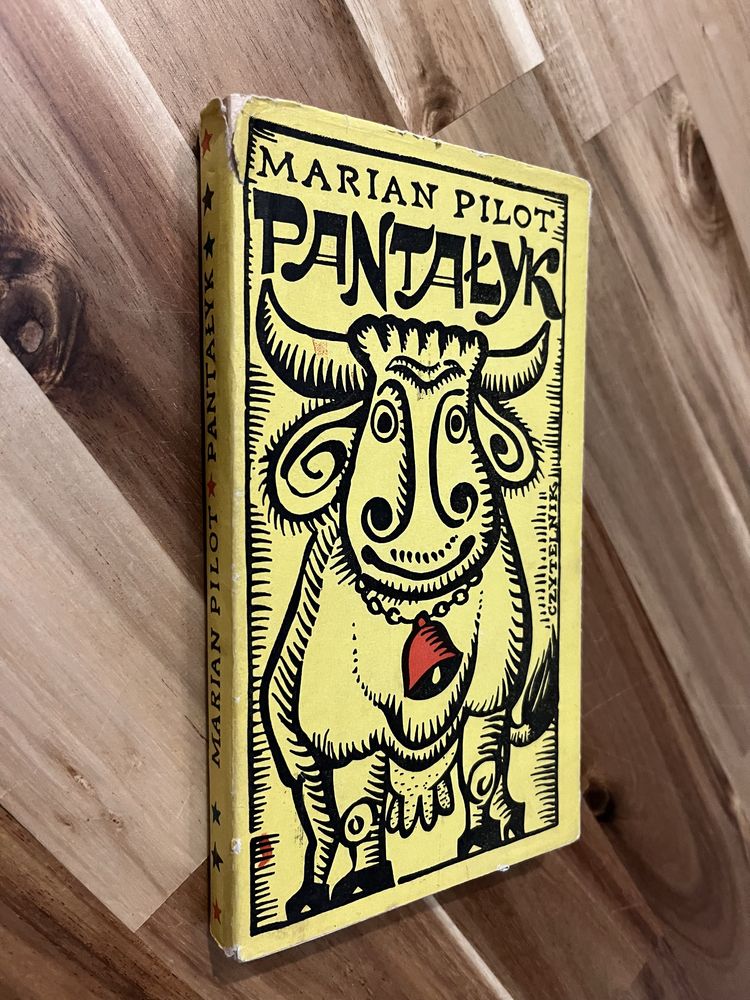 MARIAN PILOT
PANTAŁYK
CZYTELNIK
MARIAN PILOT ★ PANTAŁYK ★ ★ ★